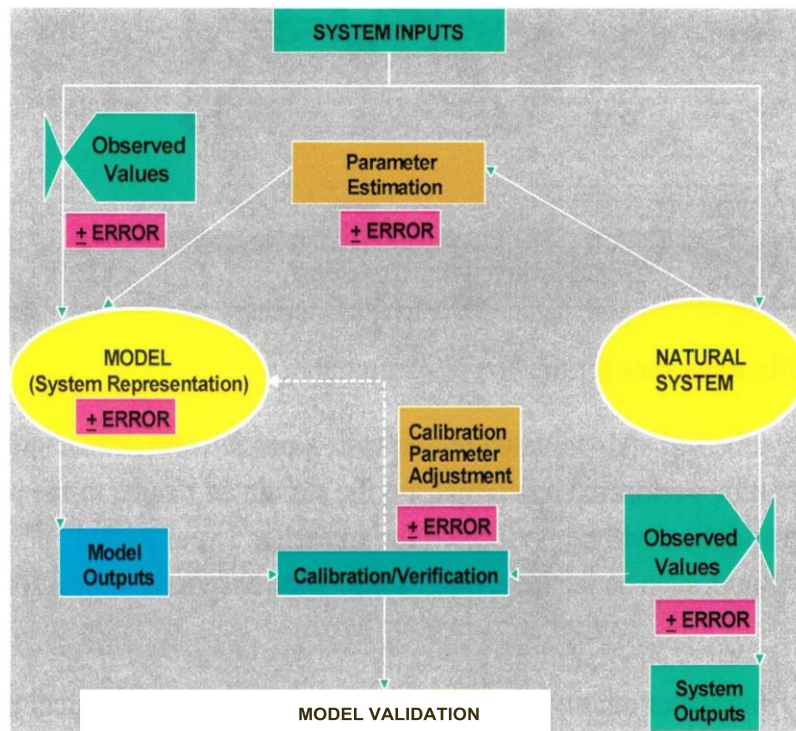 SYSTEM INPUTS
Observed
Values
± ERROR
Parameter
Estimation
± ERROR
MODEL
(System Representation)
± ERROR
NATURAL
SYSTEM
Calibration
Parameter
Adjustment
± ERROR
Model
Outputs
Calibration/Verification
Observed
Values
± ERROR
System
Outputs
MODEL VALIDATION